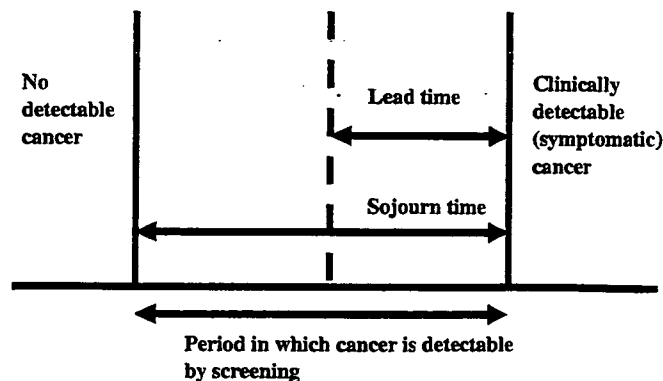 No
detectable
cancer
Lead time
Clinically
detectable
(symptomatic)
cancer
Sojourn time
Period in which cancer is detectable
by screening